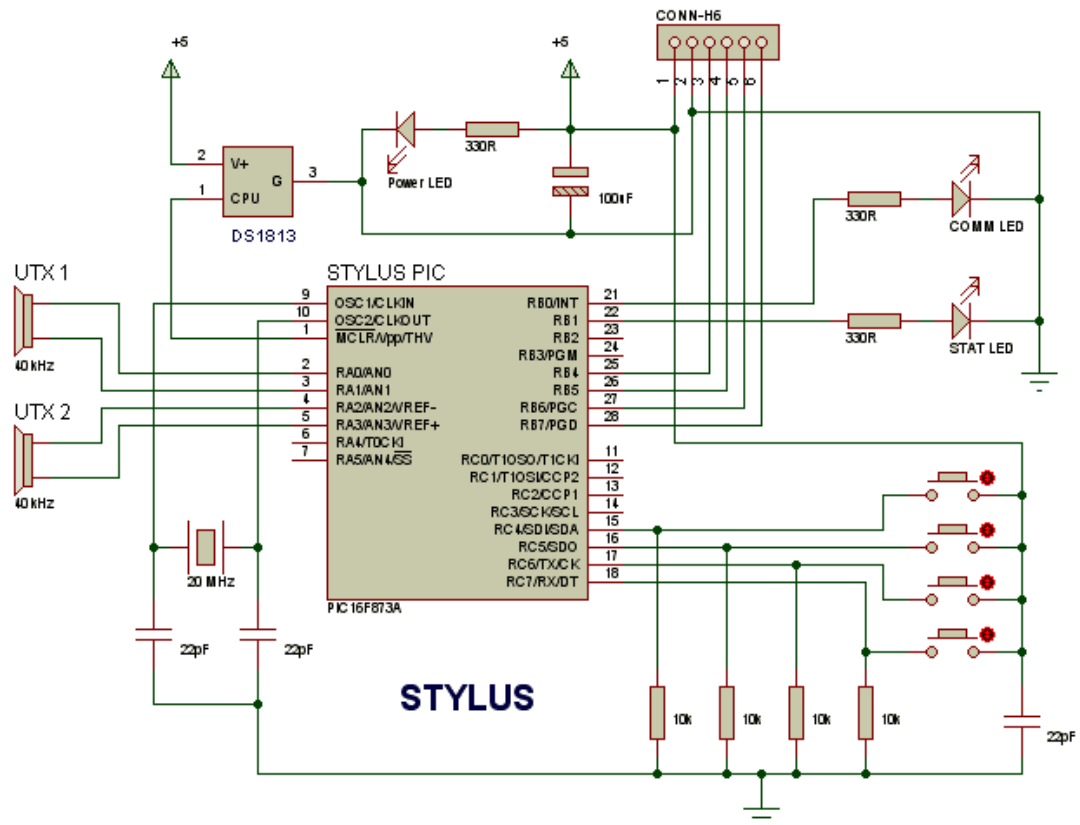 CONN-H6
+5
+5
1
2
3
4
5
6
330R
Power LED
100nF
2
V+
1
CPU
G
3
DS1813
330R
COMM LED
330R
STAT LED
UTX 1
40kHz
UTX 2
40kHz
STYLUS PIC
9
OSC1/CLKIN
10
OSC2/CLKOUT
1
MCLR/Vpp/THV
2
RA0/AN0
3
RA1/AN1
4
RA2/AN2/VREF-
5
RA3/AN3/VREF+
6
RA4/T0CKI
7
RA5/AN4/SS
RB0/INT
21
RB1
22
RB2
23
RB3/PGM
24
RB4
25
RB5
26
RB6/PGC
27
RB7/PGD
28
RC0/T1OSO/T1CKI
11
RC1/T1OSI/CCP2
12
RC2/CCP1
13
RC3/SCK/SCL
14
RC4/SDI/SDA
15
RC5/SDO
16
RC6/TX/CK
17
RC7/RX/DT
18
PIC16F873A
20 MHz
22pF
22pF
STYLUS
10k
10k
10k
10k
22pF